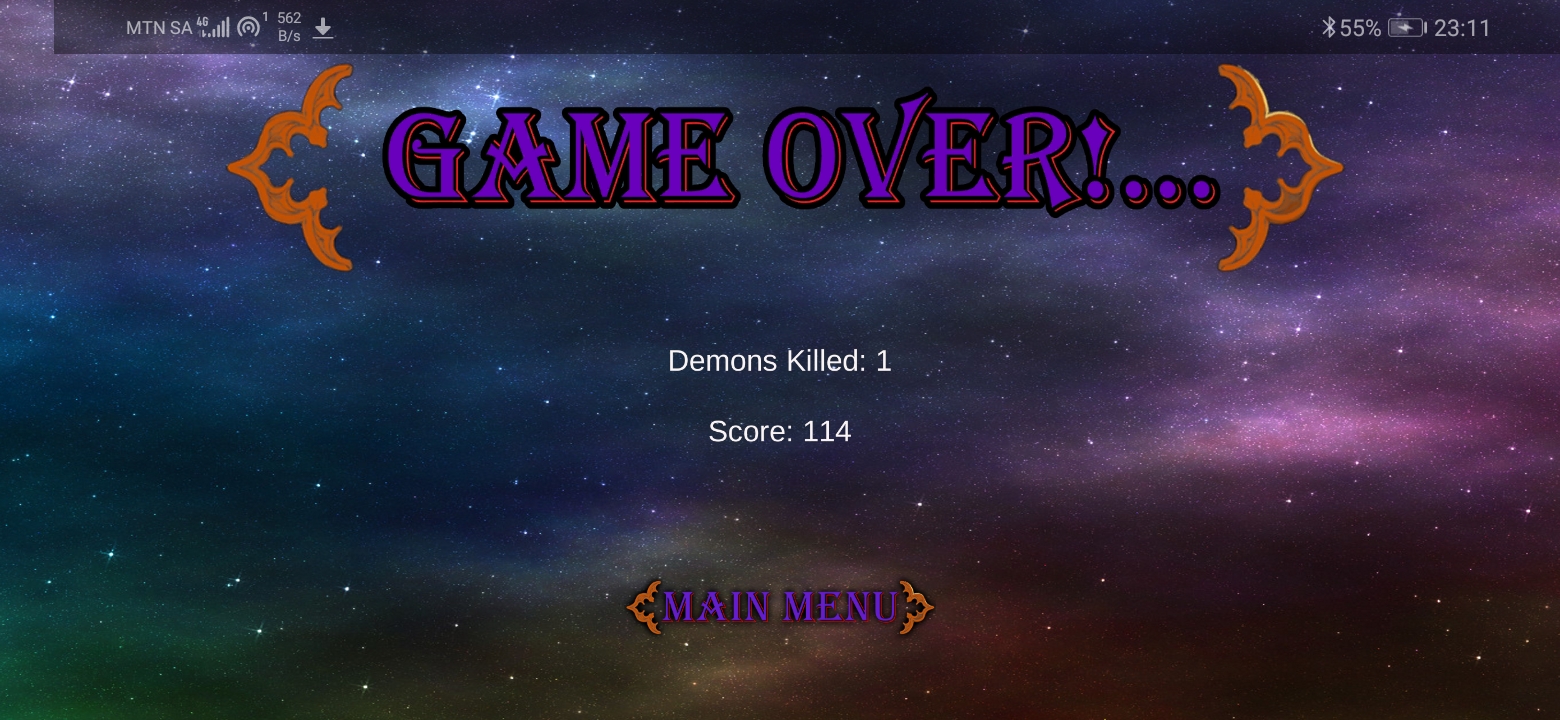 MTN SA 4G 1 562 B/s 55% 23:11
GAME OVER!...
Demons Killed: 1
Score: 114
MAIN MENU